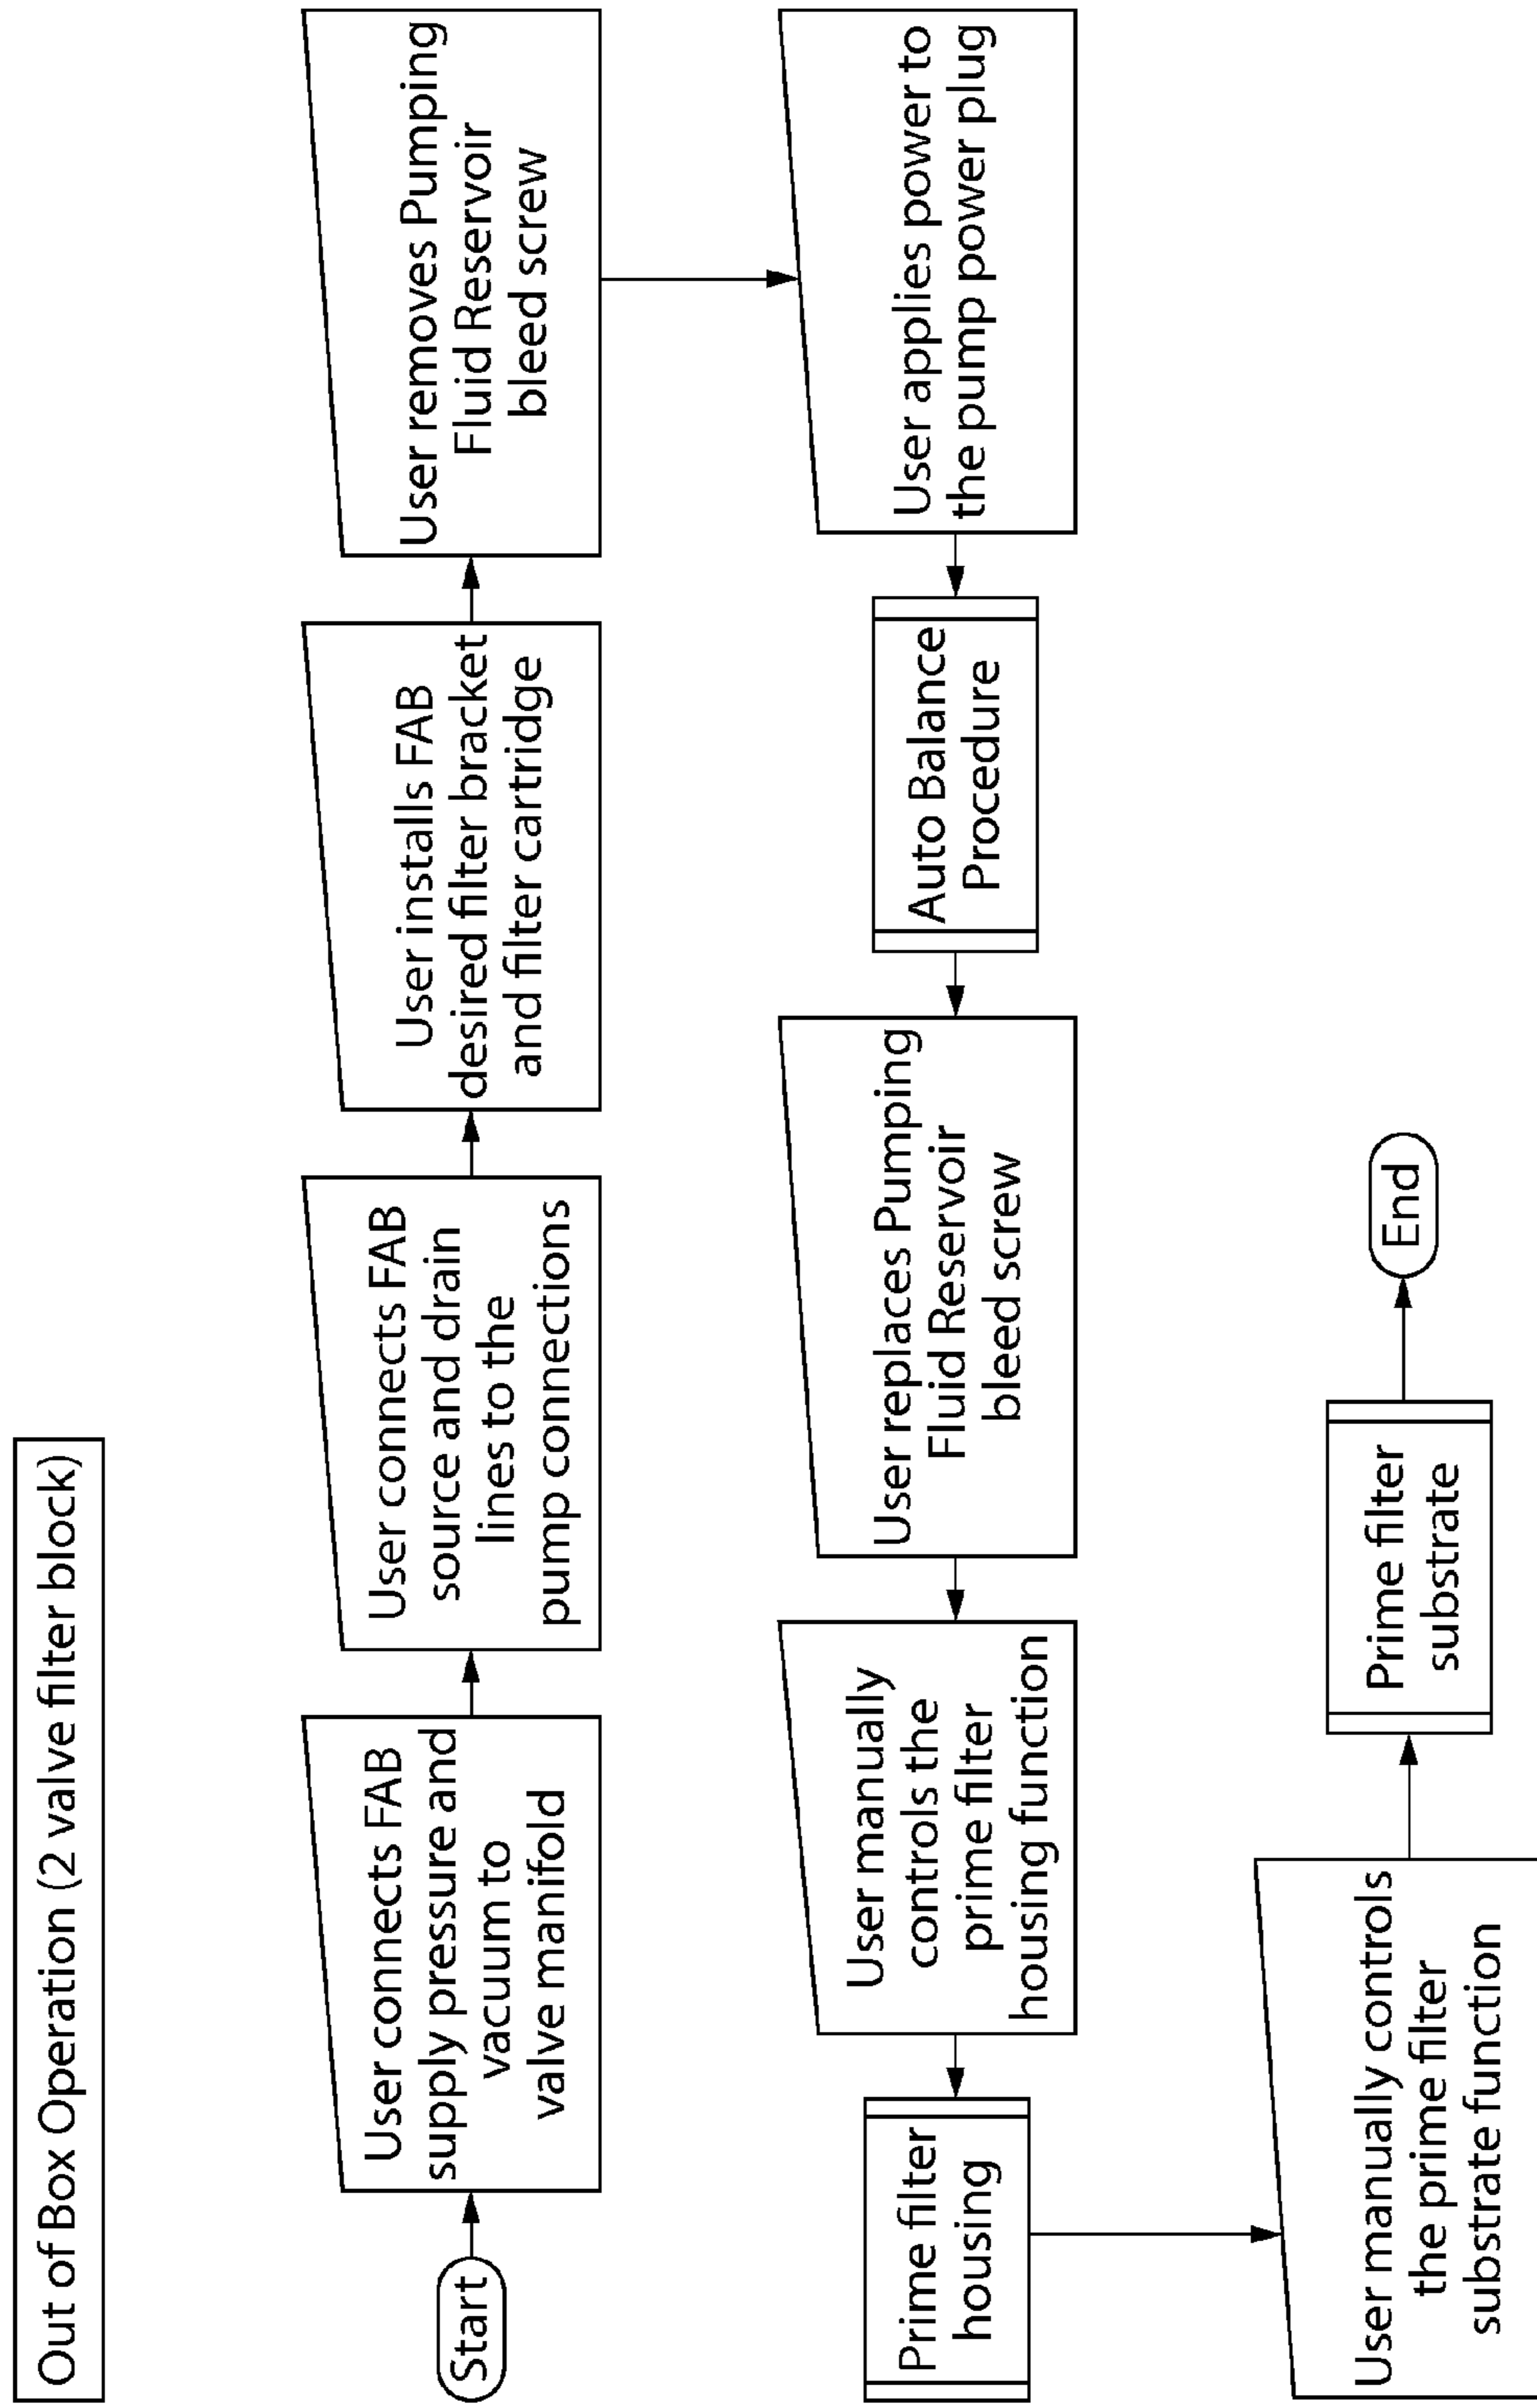 Out of Box Operation (2 valve filter block)
Start
User connects FAB
supply pressure and
vacuum to
valve manifold
User connects FAB
source and drain
lines to the
pump connections
User installs FAB
desired filter bracket
and filter cartridge
User removes Pumping
Fluid Reservoir
bleed screw
User applies power to
the pump power plug
Auto Balance
Procedure
User replaces Pumping
Fluid Reservoir
bleed screw
User manually
controls the
prime filter
housing function
Prime filter
housing
User manually controls
the prime filter
substrate function
Prime filter
substrate
End